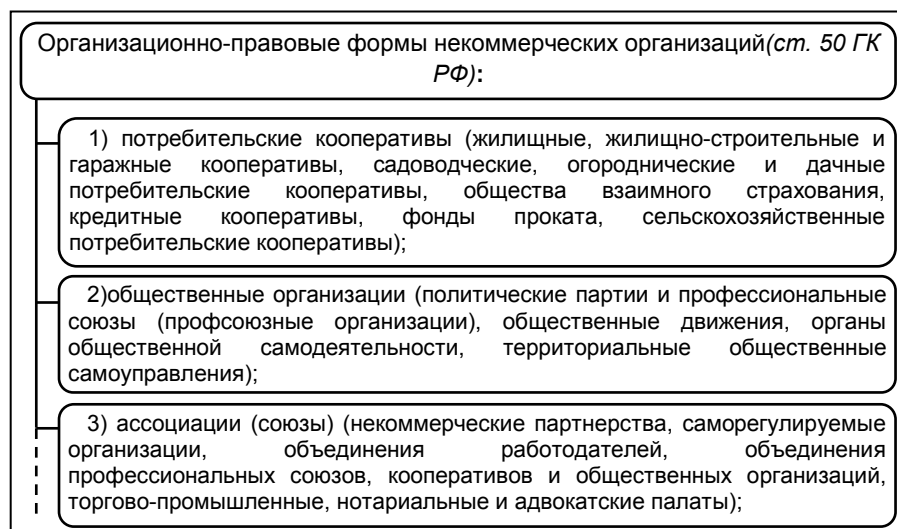 Организационно-правовые формы некоммерческих организаций(ст. 50 ГК
РФ):
1) потребительские кооперативы (жилищные, жилищно-строительные и
гаражные кооперативы, садоводческие, огороднические и дачные
потребительские кооперативы, общества взаимного страхования,
кредитные кооперативы, фонды проката, сельскохозяйственные
потребительские кооперативы);
2)общественные организации (политические партии и профессиональные
союзы (профсоюзные организации), общественные движения, органы
общественной самодеятельности, территориальные общественные
самоуправления);
3) ассоциации (союзы) (некоммерческие партнерства, саморегулируемые
организации, объединения работодателей, объединения
профессиональных союзов, кооперативов и общественных организаций,
торгово-промышленные, нотариальные и адвокатские палаты);